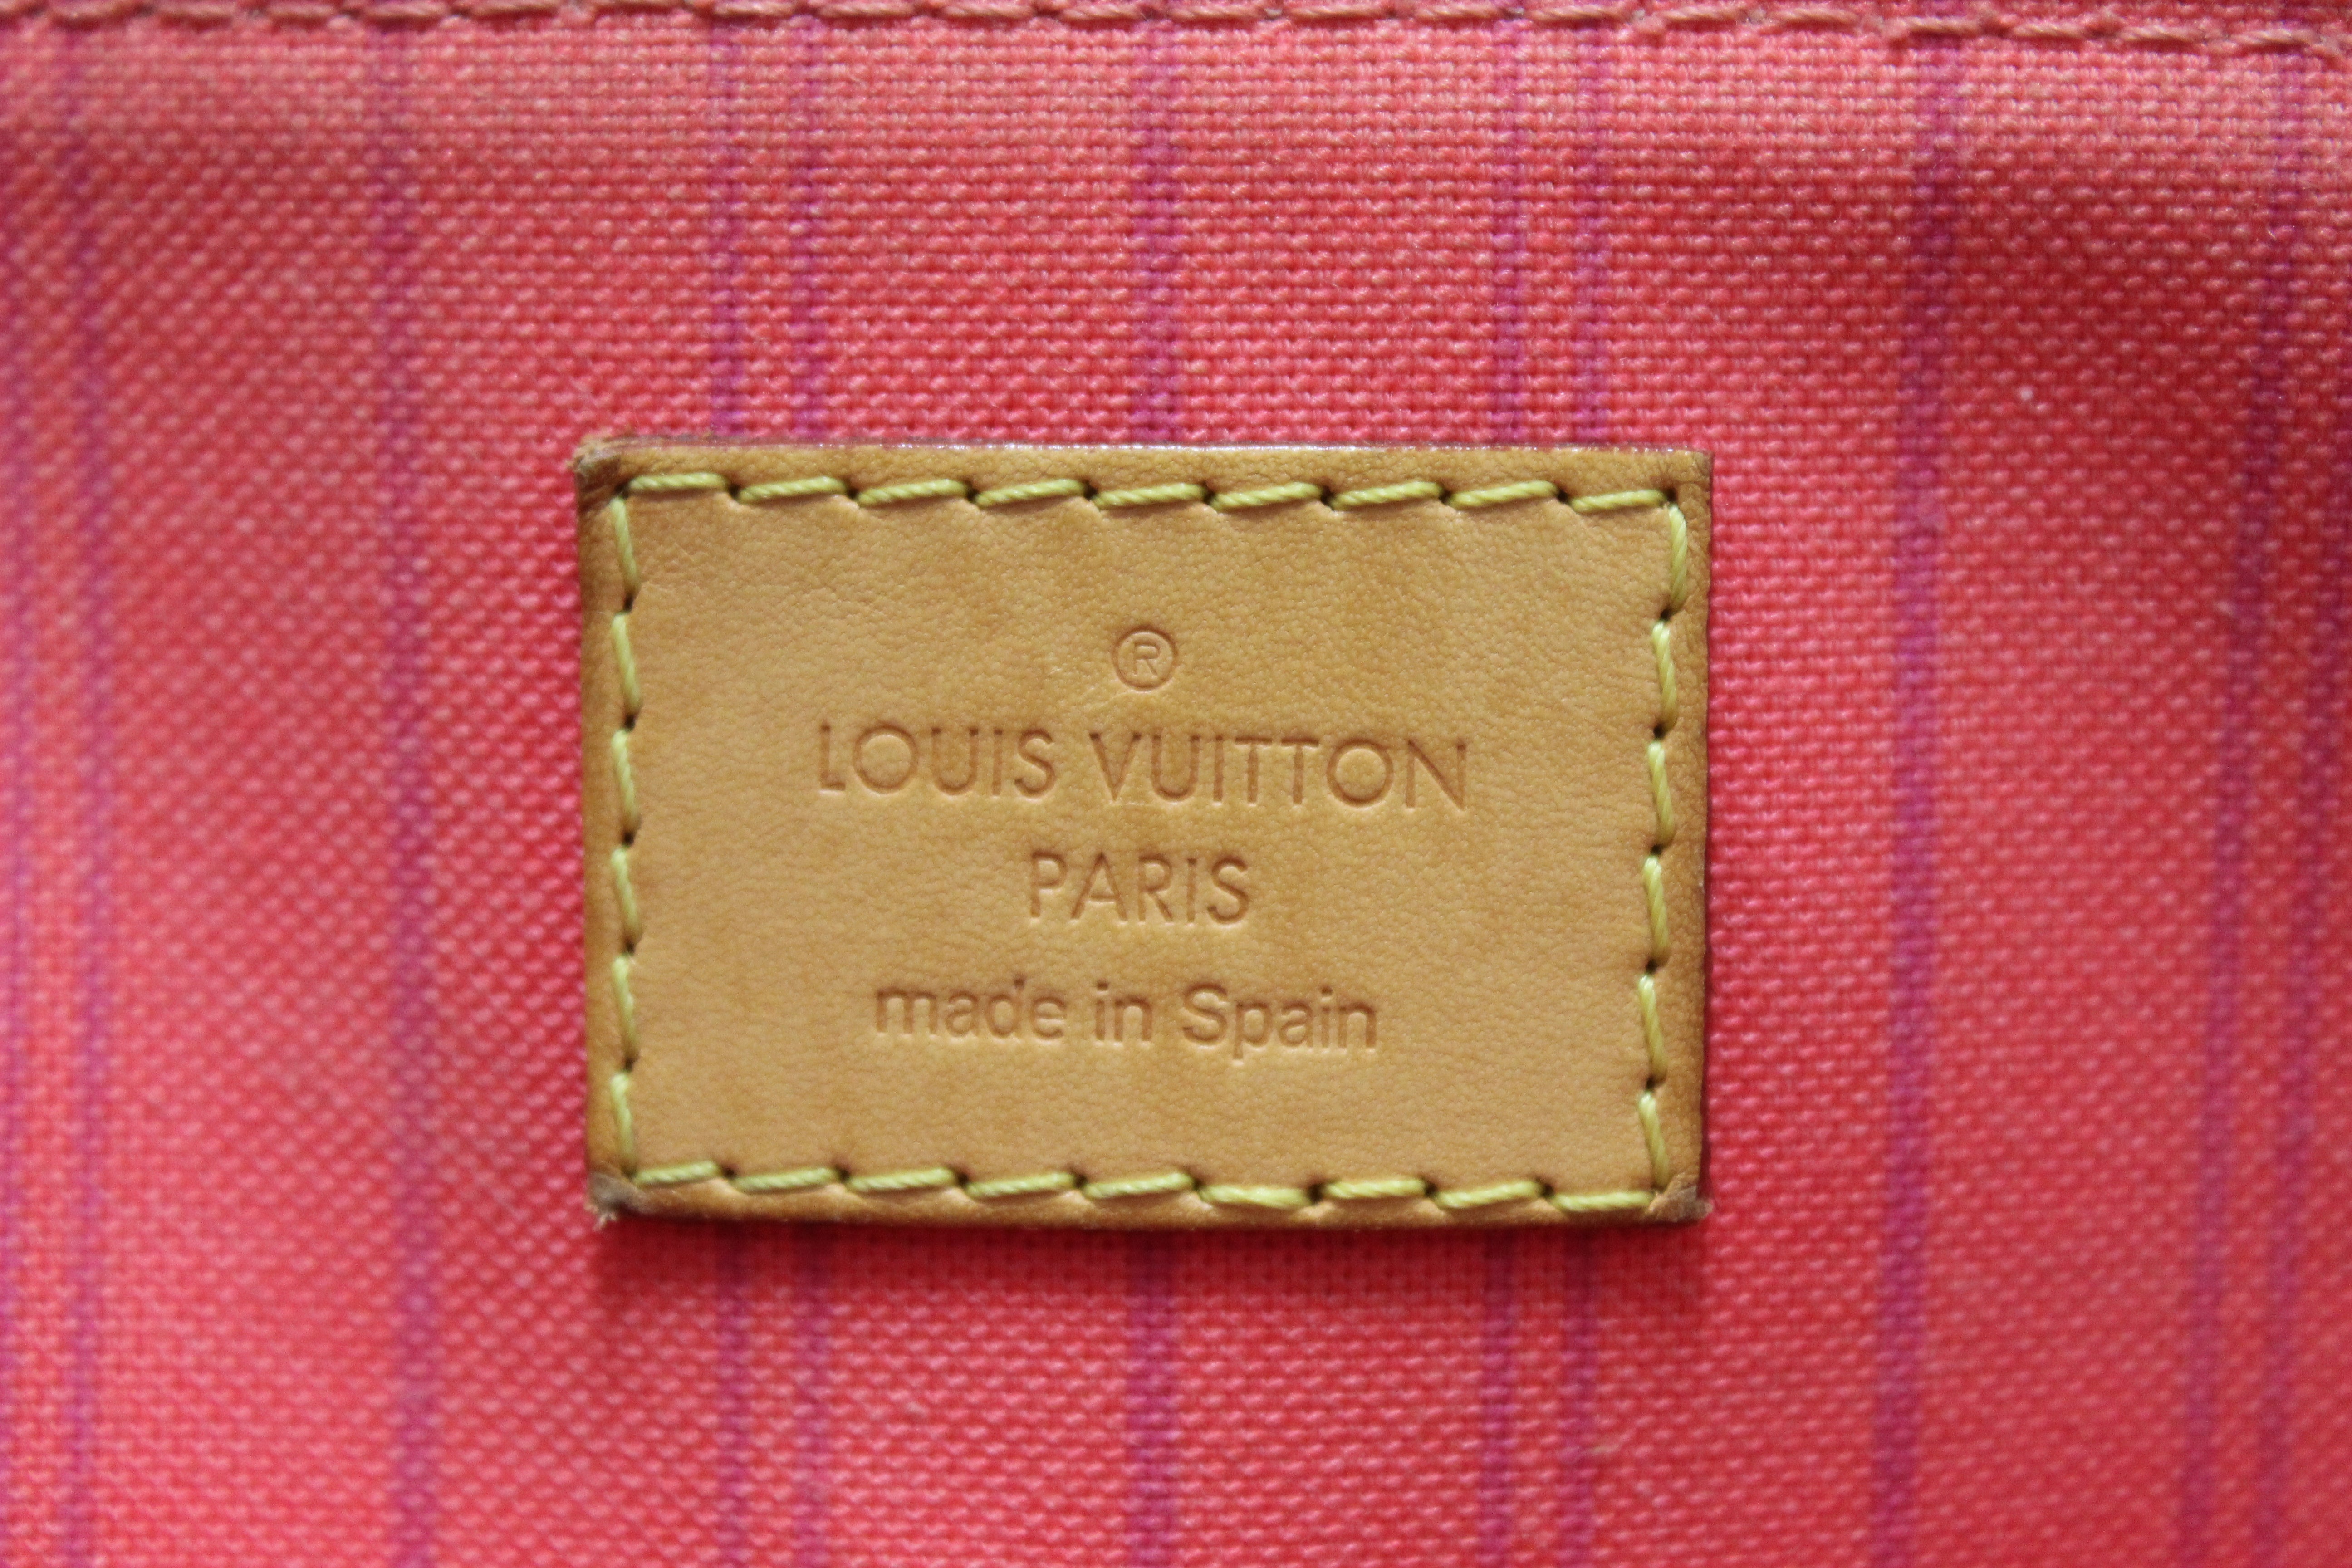 ®
LOUIS VUITTON
PARIS
made in Spain